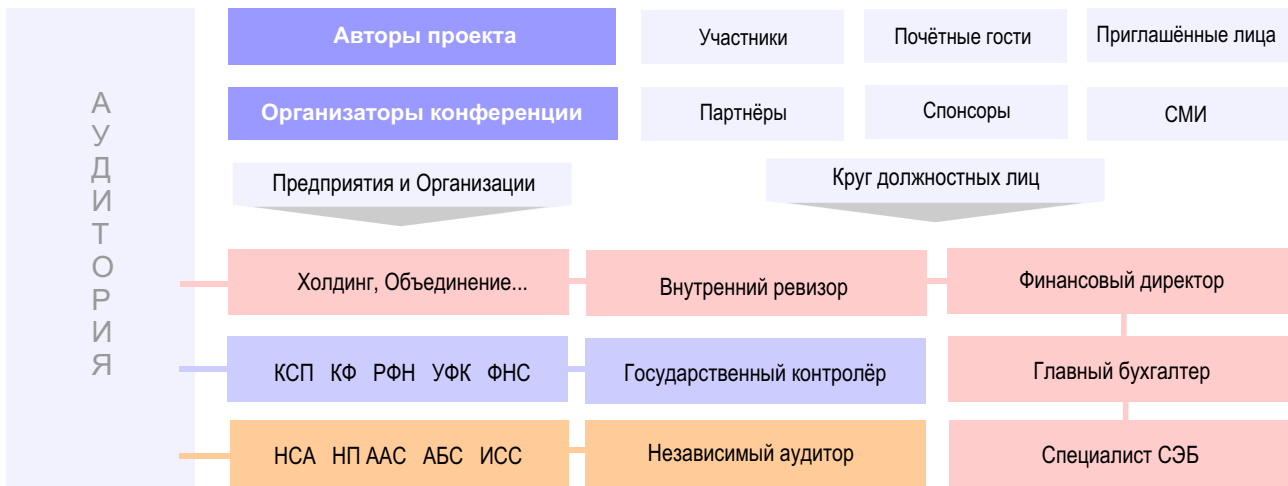 АУДИТОРИЯ
Авторы проекта
Участники
Почётные гости
Приглашённые лица
Организаторы конференции
Партнёры
Спонсоры
СМИ
Предприятия и Организации
Круг должностных лиц
Холдинг, Объединение...
Внутренний ревизор
Финансовый директор
КСП КФ РФН УФК ФНС
Государственный контролёр
Главный бухгалтер
НСА НП ААС АБС ИСС
Независимый аудитор
Специалист СЭБ